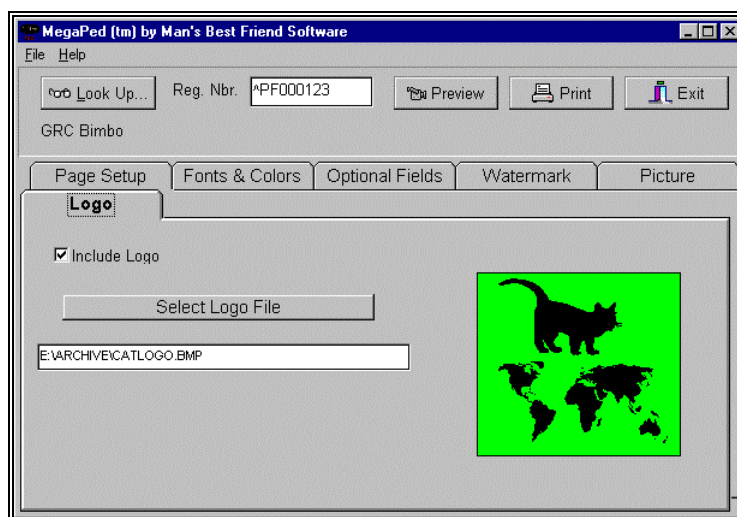 MegaPed (tm) by Man's Best Friend Software
File Help
Look Up... Reg. Nbr. ^PF000123 Preview Print Exit
GRC Bimbo
Page Setup Fonts & Colors Optional Fields Watermark Picture
Logo
Include Logo
Select Logo File
E:\ARCHIVE\CATLOGO.BMP